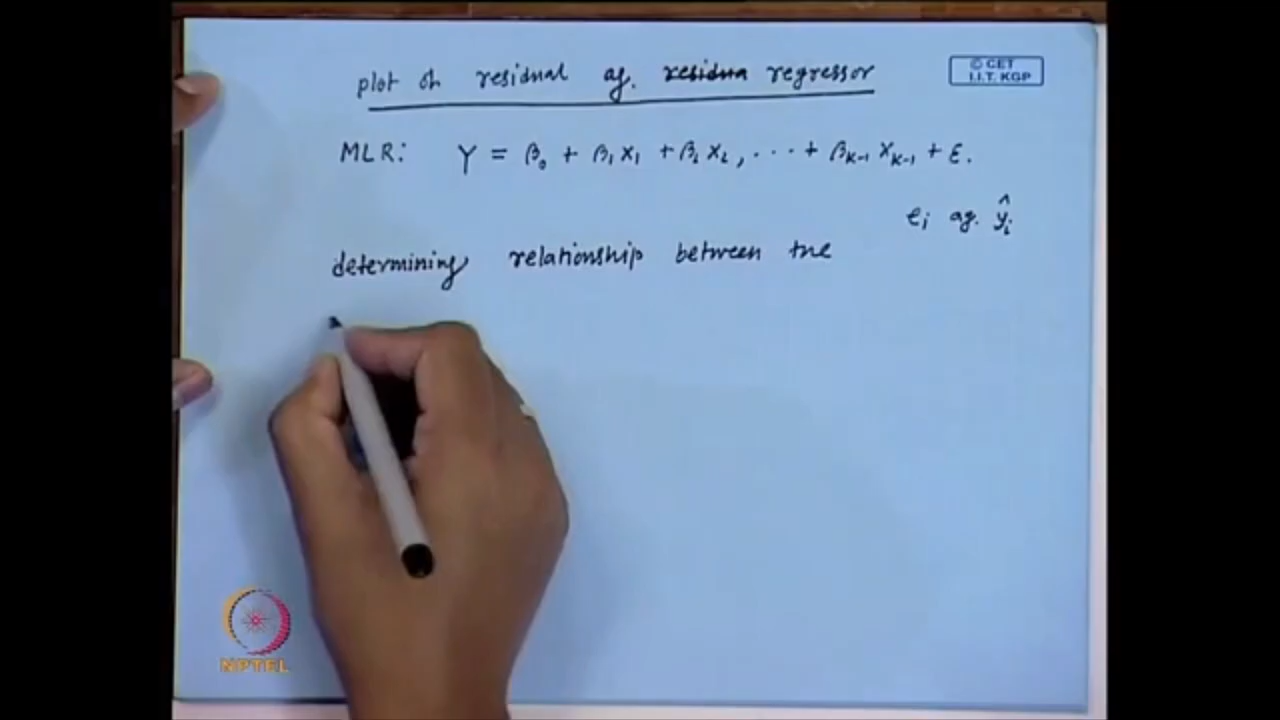 plot of residual ag. residua regressor
© CET
I.I.T. KGP
MLR: Y = β₀ + β₁ X₁ + β₂ X₂, ... + βₖ₋₁ Xₖ₋₁ + ε.
eᵢ ag. ŷᵢ
determining relationship between the
NPTEL